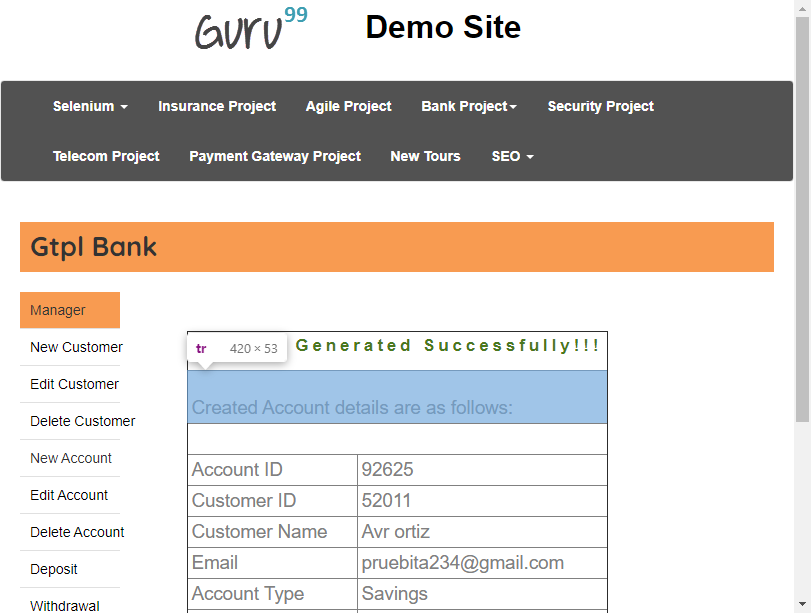 Guru99 Demo Site
Selenium Insurance Project Agile Project Bank Project Security Project
Telecom Project Payment Gateway Project New Tours SEO
Gtpl Bank
Manager
New Customer
Edit Customer
Delete Customer
New Account
Edit Account
Delete Account
Deposit
Withdrawal
tr 420 × 53
Generated Successfully!!!
Created Account details are as follows:
Account ID 92625
Customer ID 52011
Customer Name Avr ortiz
Email pruebita234@gmail.com
Account Type Savings